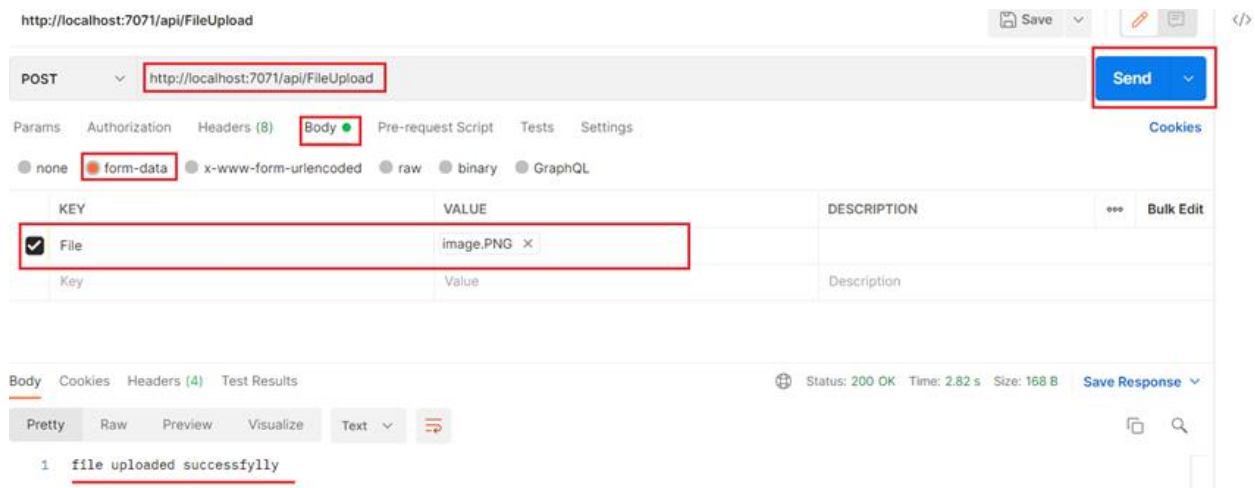 http://localhost:7071/api/FileUpload Save </>
POST http://localhost:7071/api/FileUpload Send
Params Authorization Headers (8) Body Pre-request Script Tests Settings Cookies
none form-data x-www-form-urlencoded raw binary GraphQL
KEY VALUE DESCRIPTION ooo Bulk Edit
File image.PNG ×
Key Value Description
Body Cookies Headers (4) Test Results Status: 200 OK Time: 2.82 s Size: 168 B Save Response
Pretty Raw Preview Visualize Text
1 file uploaded successfylly